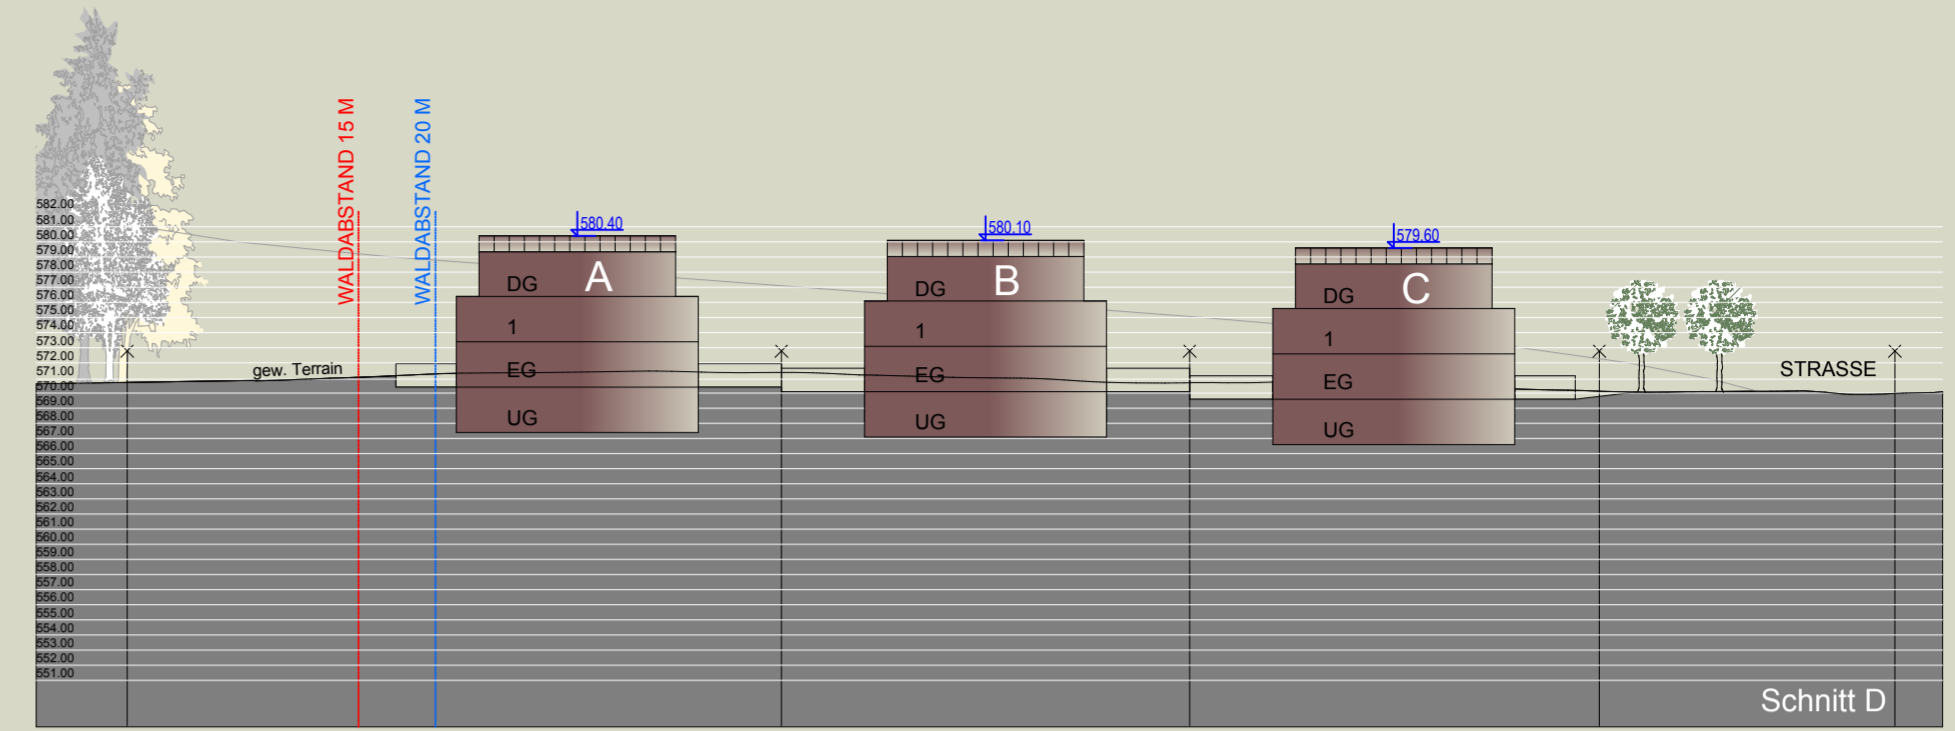 WALDABSTAND 15 M
WALDABSTAND 20 M
582.00
581.00
580.00
579.00
578.00
577.00
576.00
575.00
574.00
573.00
572.00
571.00
570.00
569.00
568.00
567.00
566.00
565.00
564.00
563.00
562.00
561.00
560.00
559.00
558.00
557.00
556.00
555.00
554.00
553.00
552.00
551.00
gew. Terrain
580.40
A
DG
1
EG
UG
580.10
B
DG
1
EG
UG
579.60
C
DG
1
EG
UG
STRASSE
Schnitt D